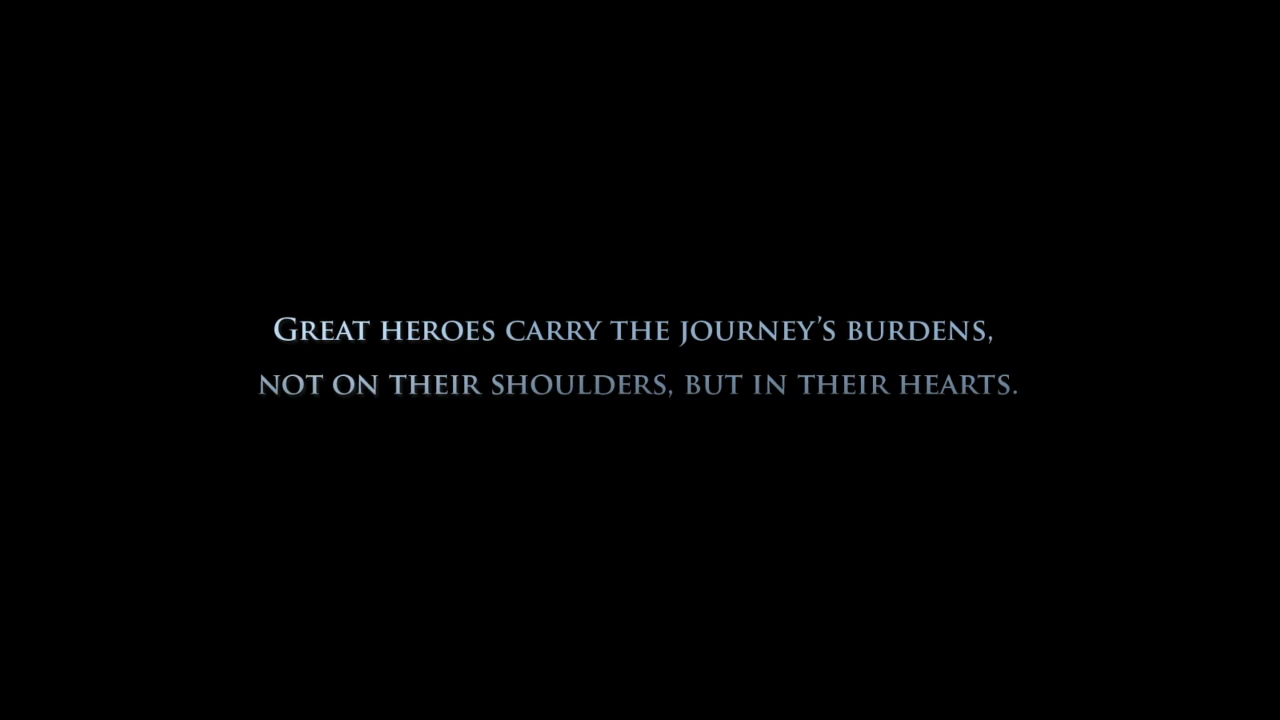 Great heroes carry the journey’s burdens,
not on their shoulders, but in their hearts.